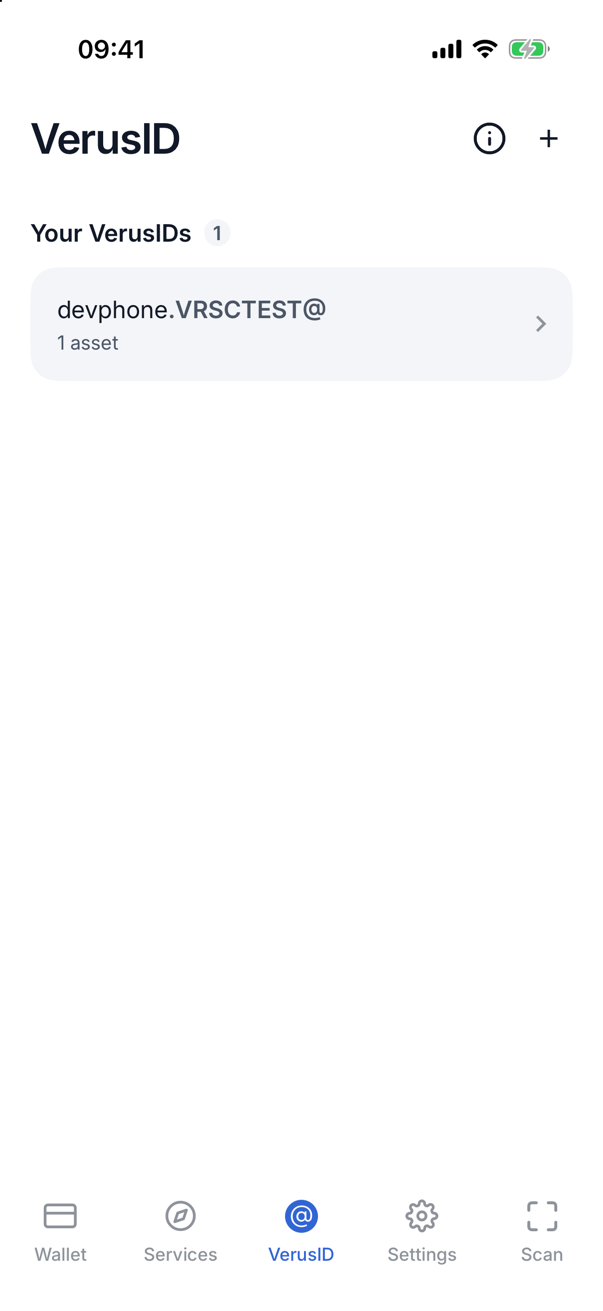 09:41
VerusID
Your VerusIDs 1
devphone.VRSCTEST@
1 asset
Wallet
Services
VerusID
Settings
Scan